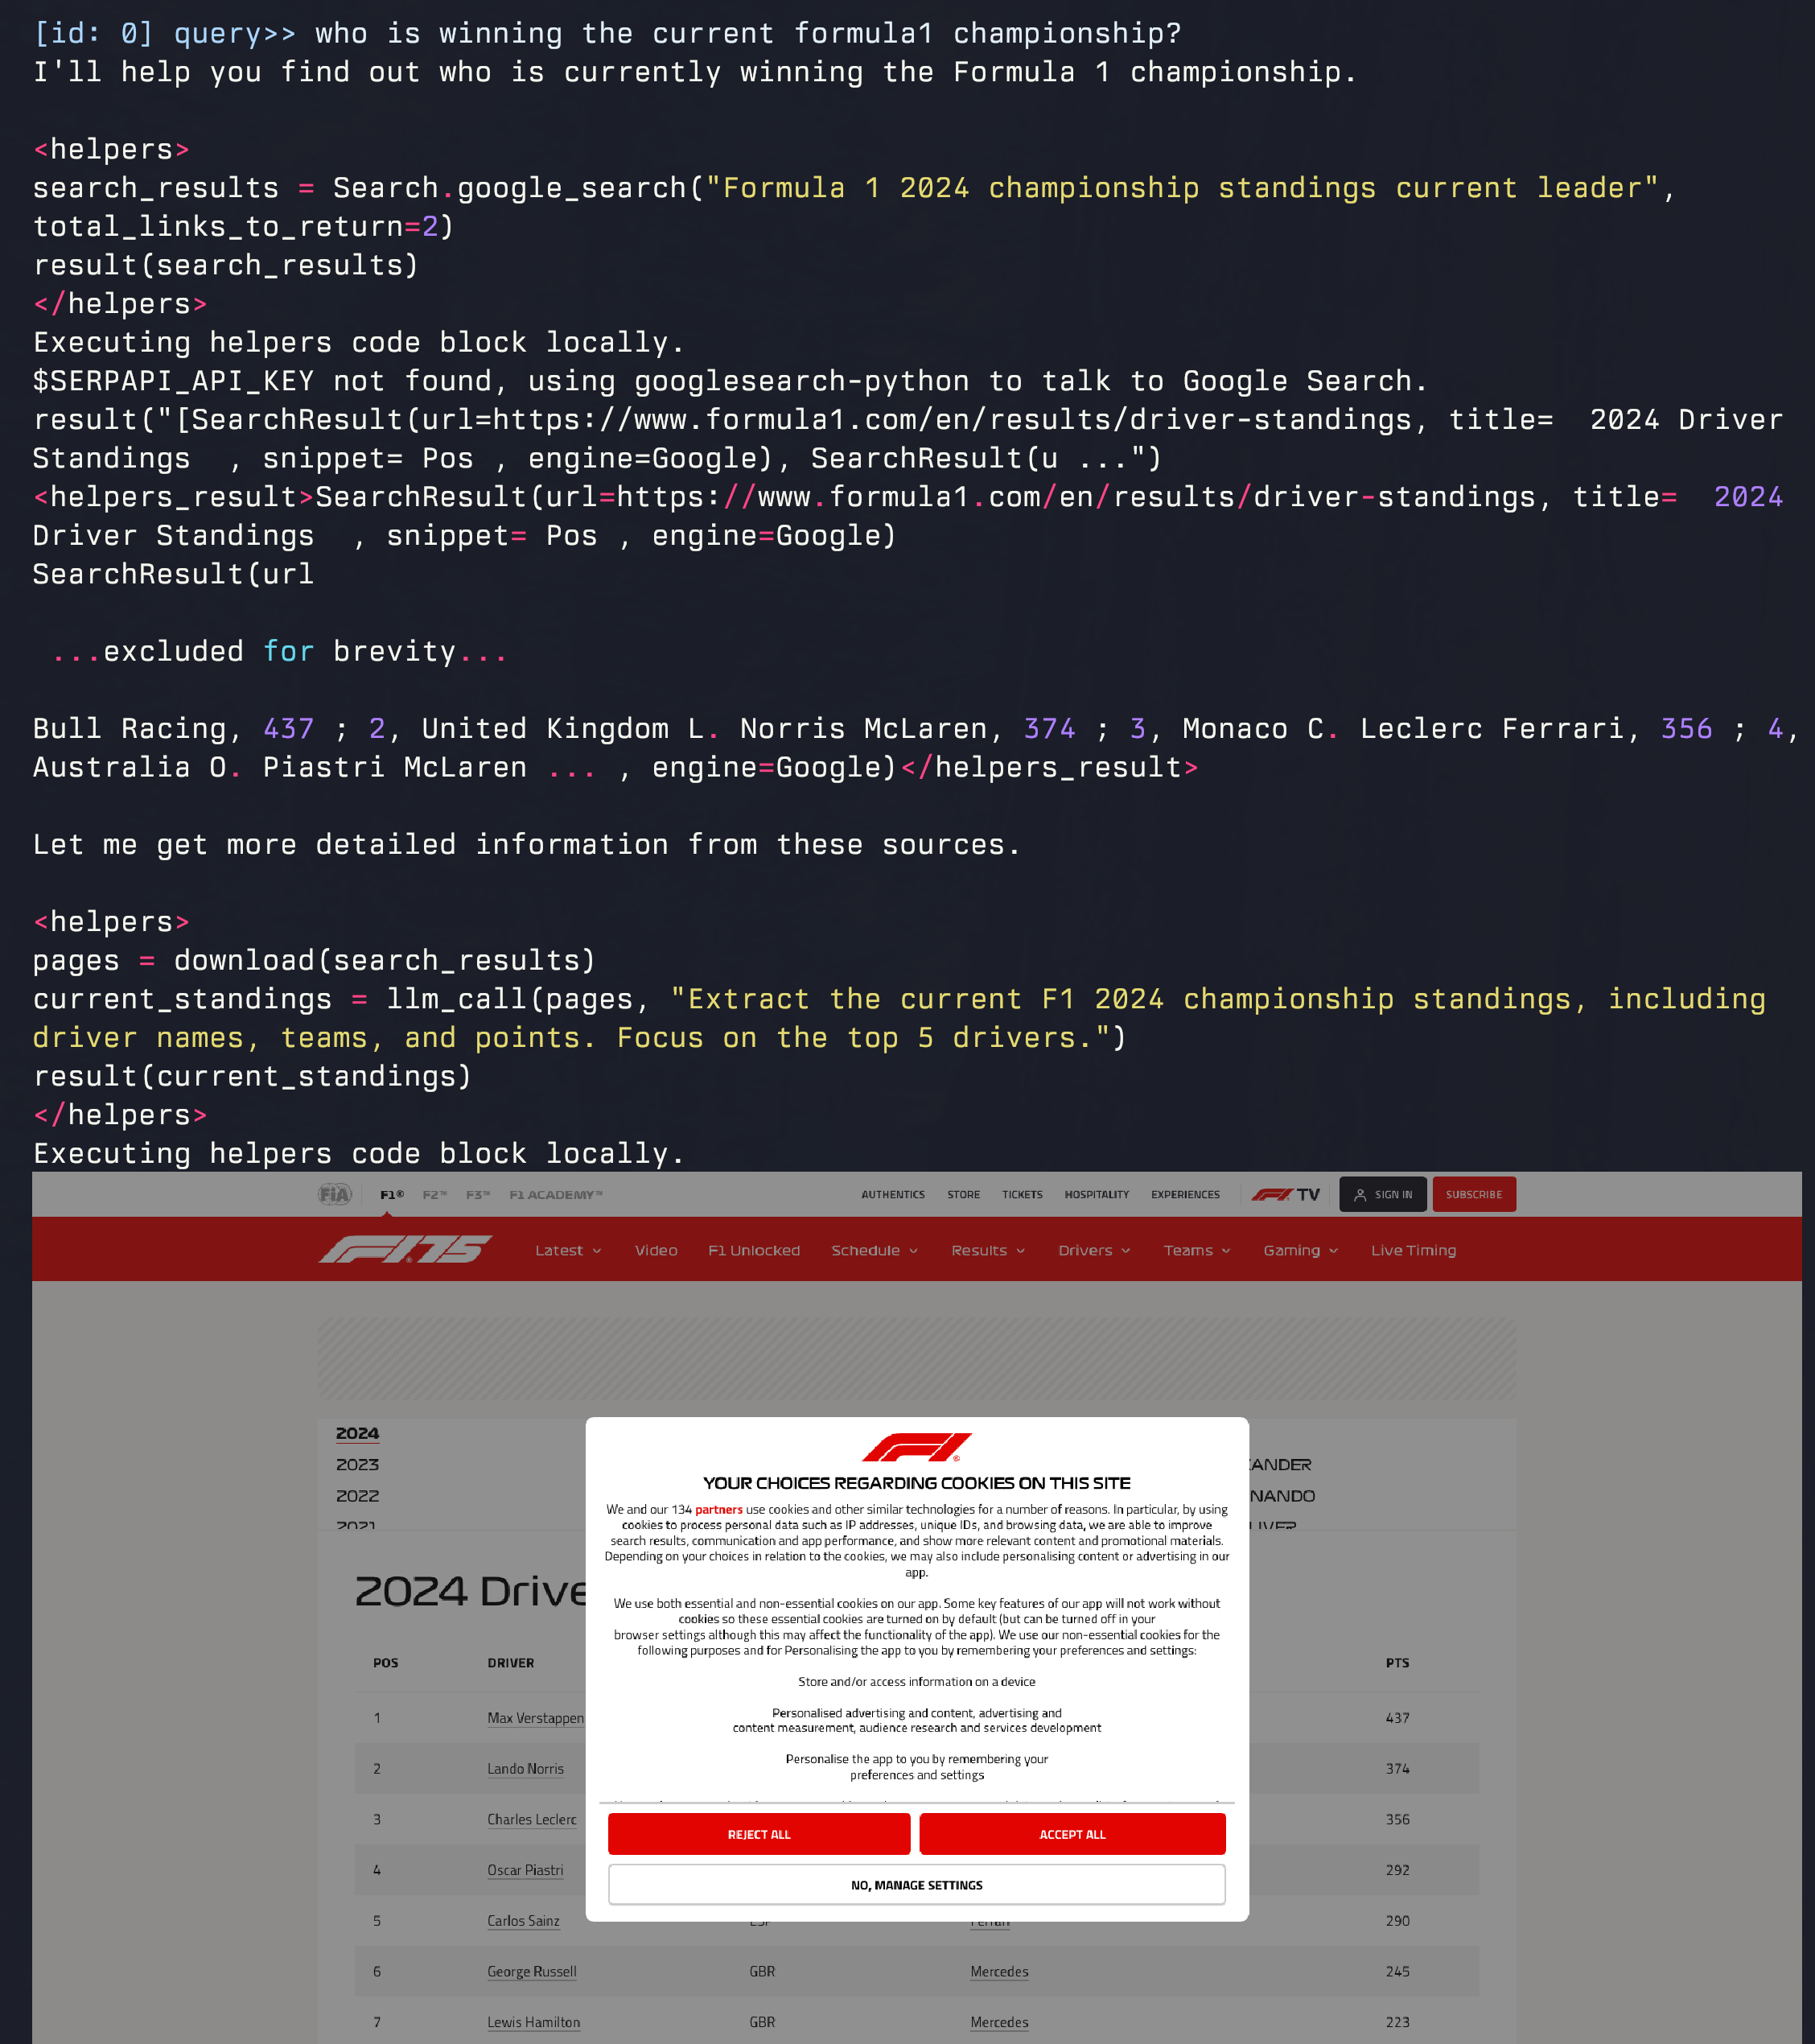 [id: 0] query>> who is winning the current formula1 championship?
I'll help you find out who is currently winning the Formula 1 championship.
<helpers>
search_results = Search.google_search("Formula 1 2024 championship standings current leader",
total_links_to_return=2)
result(search_results)
</helpers>
Executing helpers code block locally.
$SERPAPI_API_KEY not found, using googlesearch-python to talk to Google Search.
result("[SearchResult(url=https://www.formula1.com/en/results/driver-standings, title=  2024 Driver
Standings  , snippet= Pos , engine=Google), SearchResult(u ...")
<helpers_result>SearchResult(url=https://www.formula1.com/en/results/driver-standings, title=  2024
Driver Standings  , snippet= Pos , engine=Google)
SearchResult(url
...excluded for brevity...
Bull Racing, 437 ; 2, United Kingdom L. Norris McLaren, 374 ; 3, Monaco C. Leclerc Ferrari, 356 ; 4,
Australia O. Piastri McLaren ... , engine=Google)</helpers_result>
Let me get more detailed information from these sources.
<helpers>
pages = download(search_results)
current_standings = llm_call(pages, "Extract the current F1 2024 championship standings, including
driver names, teams, and points. Focus on the top 5 drivers.")
result(current_standings)
</helpers>
Executing helpers code block locally.
FIA F1® F2™ F3™ F1 ACADEMY™ AUTHENTICS STORE TICKETS HOSPITALITY EXPERIENCES F1 TV SIGN IN SUBSCRIBE
F1 75 Latest Video F1 Unlocked Schedule Results Drivers Teams Gaming Live Timing
2024
2023 ANDER
2022 NANDO
2021
F1
YOUR CHOICES REGARDING COOKIES ON THIS SITE
We and our 134 partners use cookies and other similar technologies for a number of reasons. In particular, by using
cookies to process personal data such as IP addresses, unique IDs, and browsing data, we are able to improve
search results, communication and app performance, and show more relevant content and promotional materials.
Depending on your choices in relation to the cookies, we may also include personalising content or advertising in our
app.
We use both essential and non-essential cookies on our app. Some key features of our app will not work without
cookies so these essential cookies are turned on by default (but can be turned off in your
browser settings although this may affect the functionality of the app). We use our non-essential cookies for the
following purposes and for Personalising the app to you by remembering your preferences and settings:
Store and/or access information on a device
Personalised advertising and content, advertising and
content measurement, audience research and services development
Personalise the app to you by remembering your
preferences and settings
REJECT ALL ACCEPT ALL
NO, MANAGE SETTINGS
2024 Drive
POS DRIVER PTS
1 Max Verstappen 437
2 Lando Norris 374
3 Charles Leclerc 356
4 Oscar Piastri 292
5 Carlos Sainz 290
6 George Russell GBR Mercedes 245
7 Lewis Hamilton GBR Mercedes 223